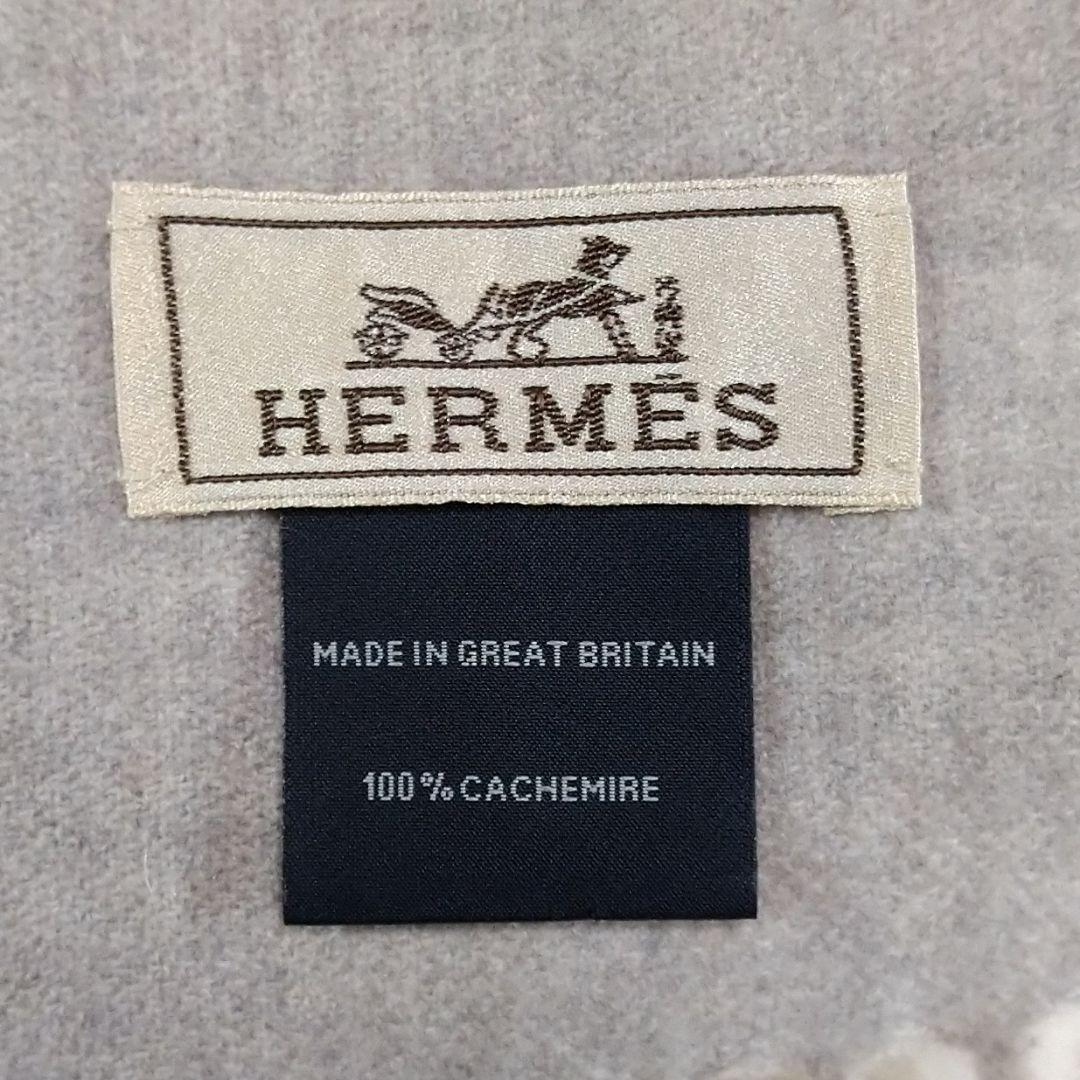 HERMÈS
MADE IN GREAT BRITAIN
100% CACHEMIRE